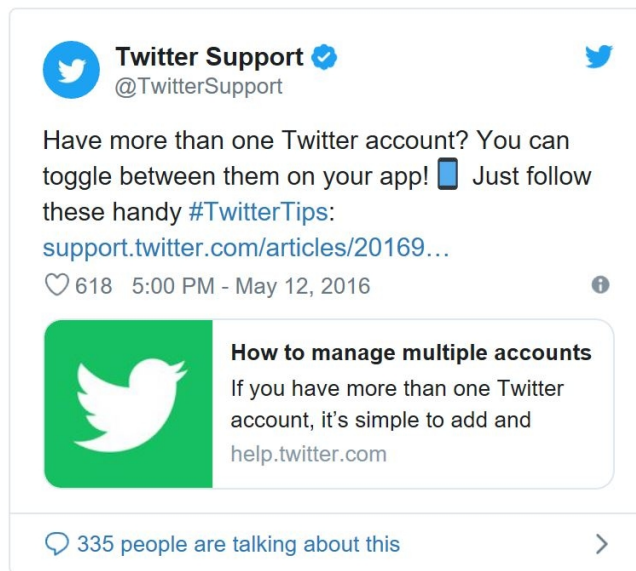 Twitter Support
@TwitterSupport
Have more than one Twitter account? You can
toggle between them on your app! Just follow
these handy #TwitterTips:
support.twitter.com/articles/20169…
618 5:00 PM - May 12, 2016
How to manage multiple accounts
If you have more than one Twitter
account, it’s simple to add and
help.twitter.com
335 people are talking about this